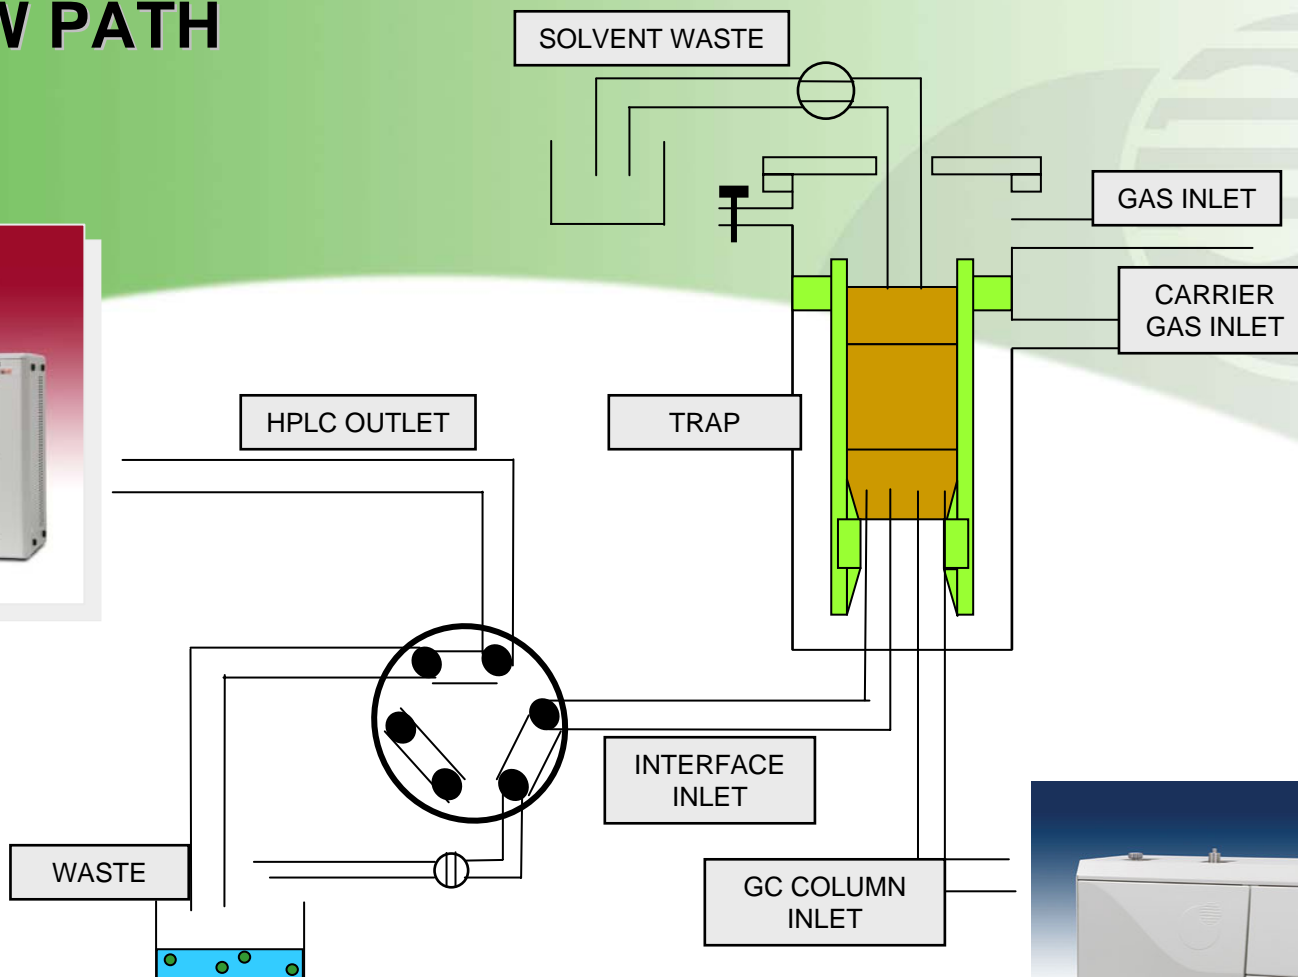 PATH
SOLVENT WASTE
GAS INLET
CARRIER
GAS INLET
HPLC OUTLET
TRAP
INTERFACE
INLET
WASTE
GC COLUMN
INLET